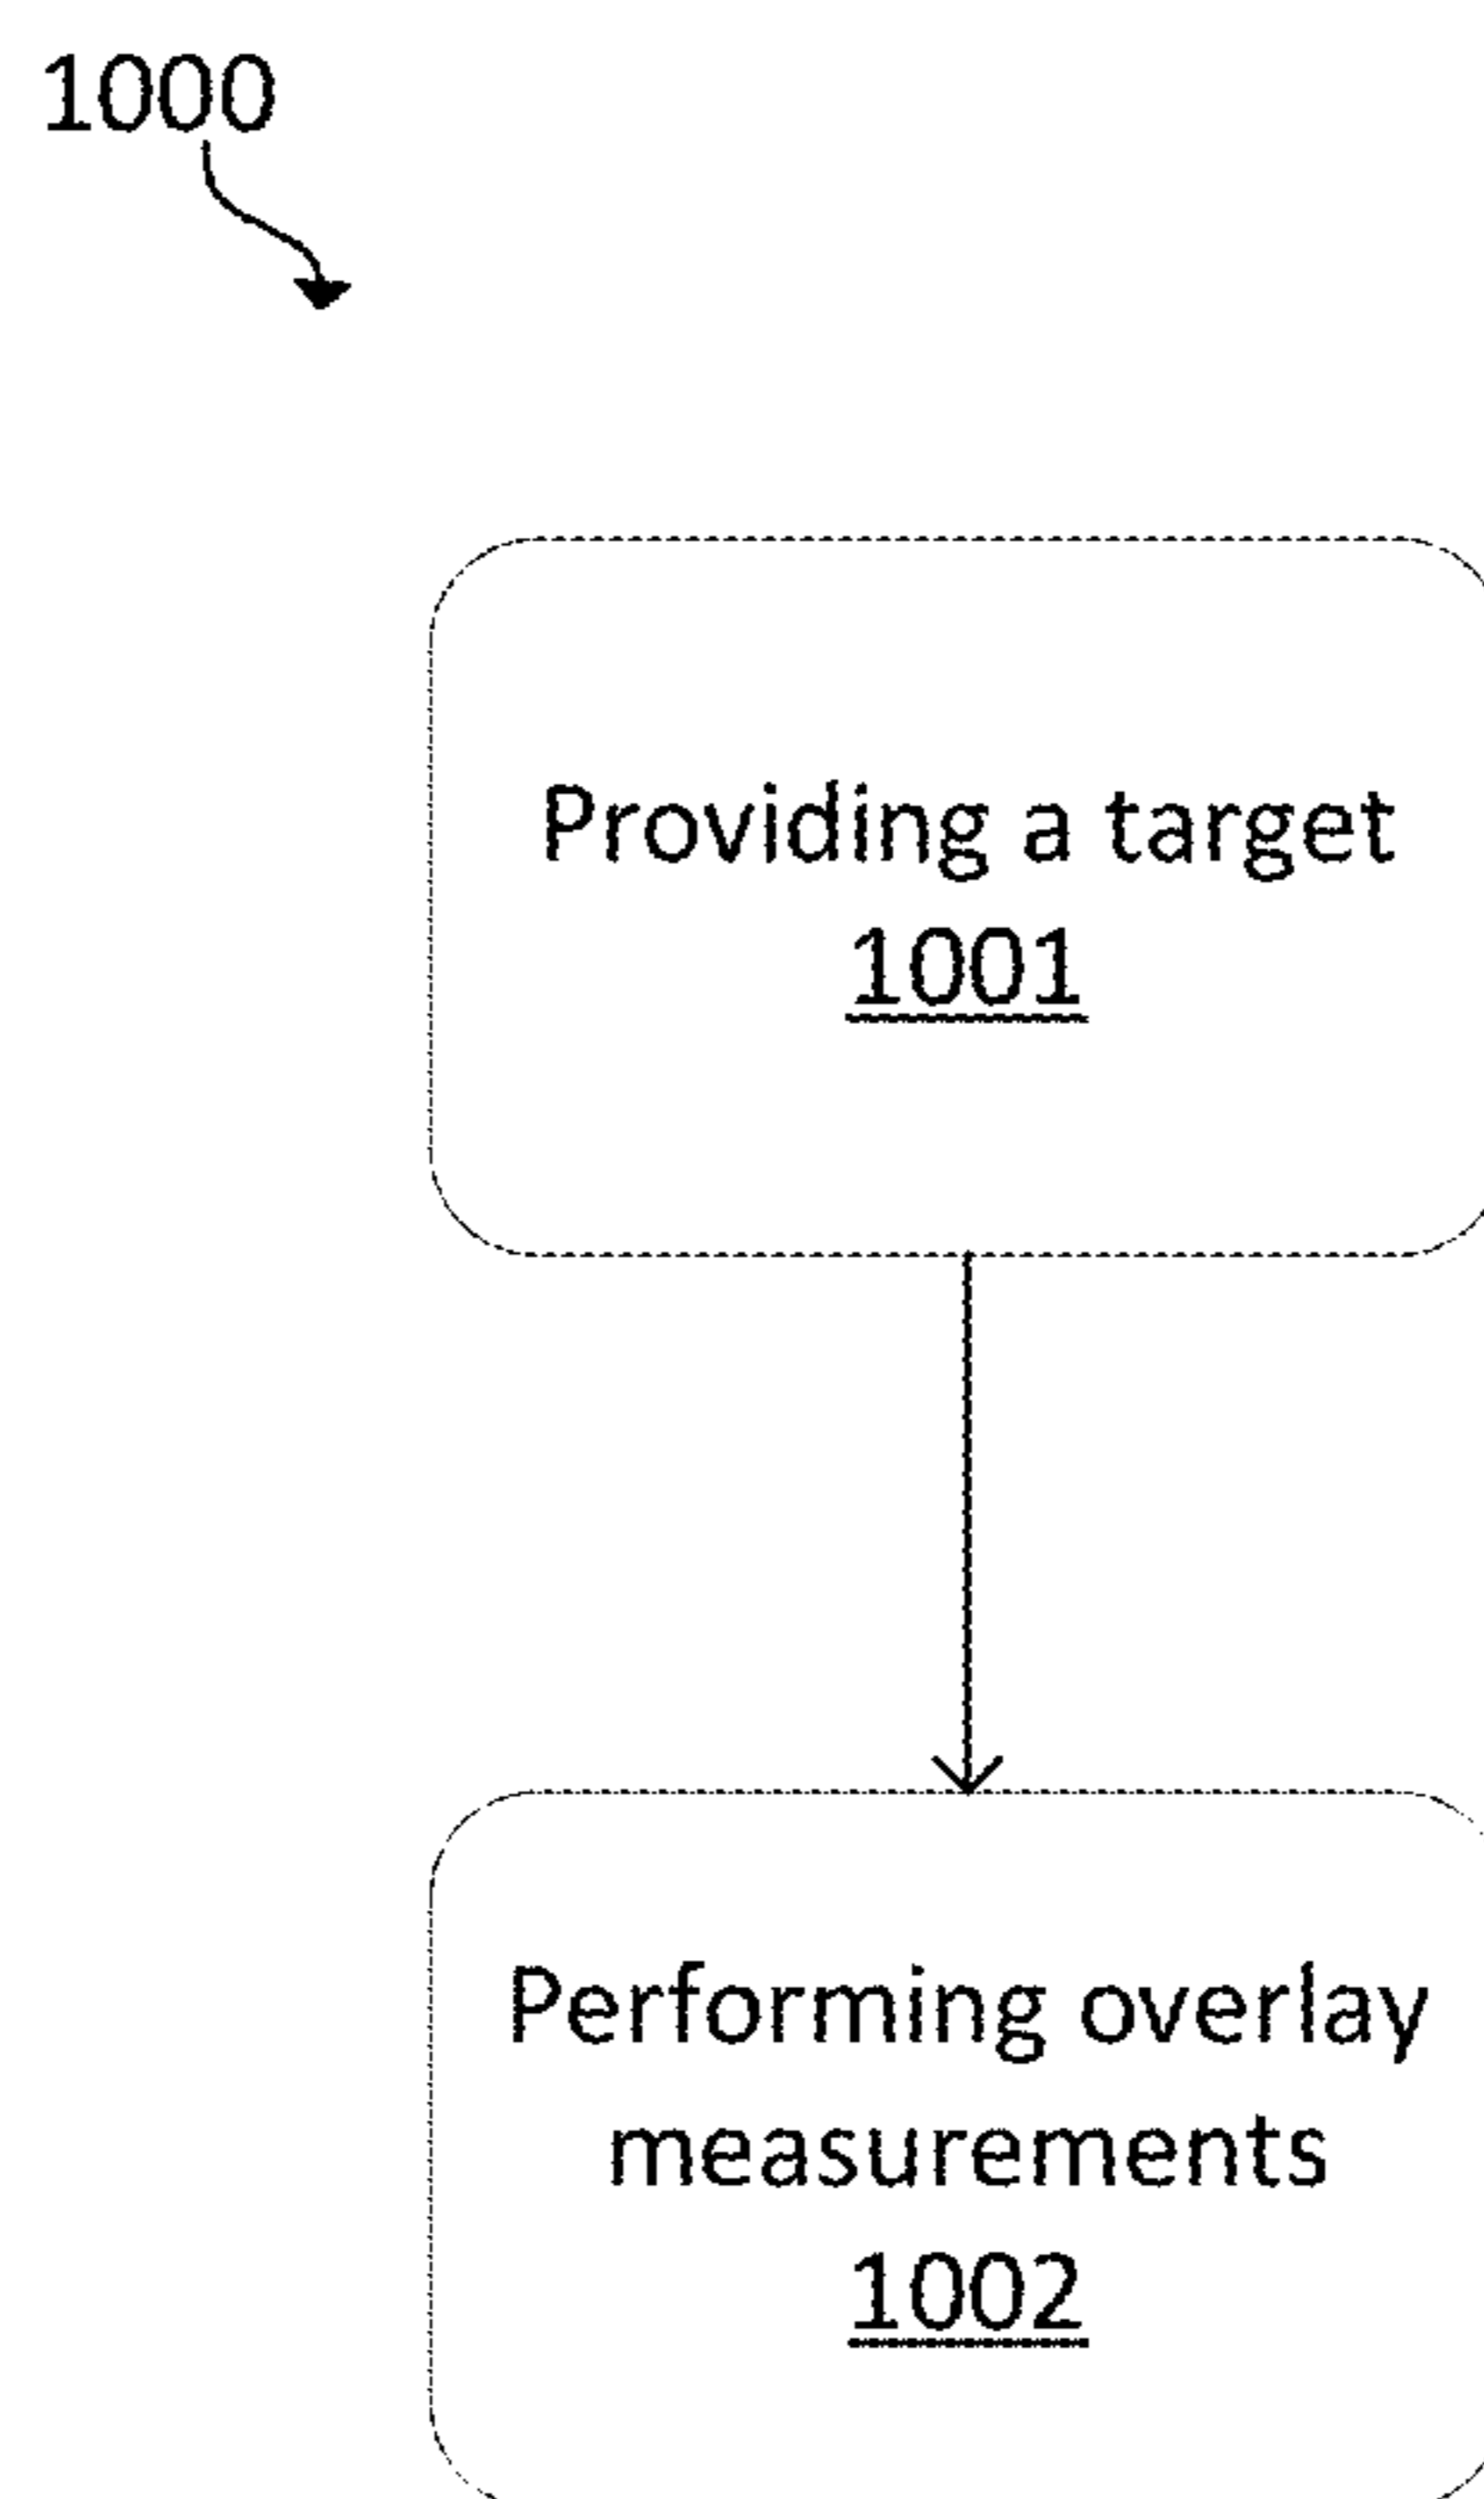 1000
Providing a target
1001
Performing overlay
measurements
1002